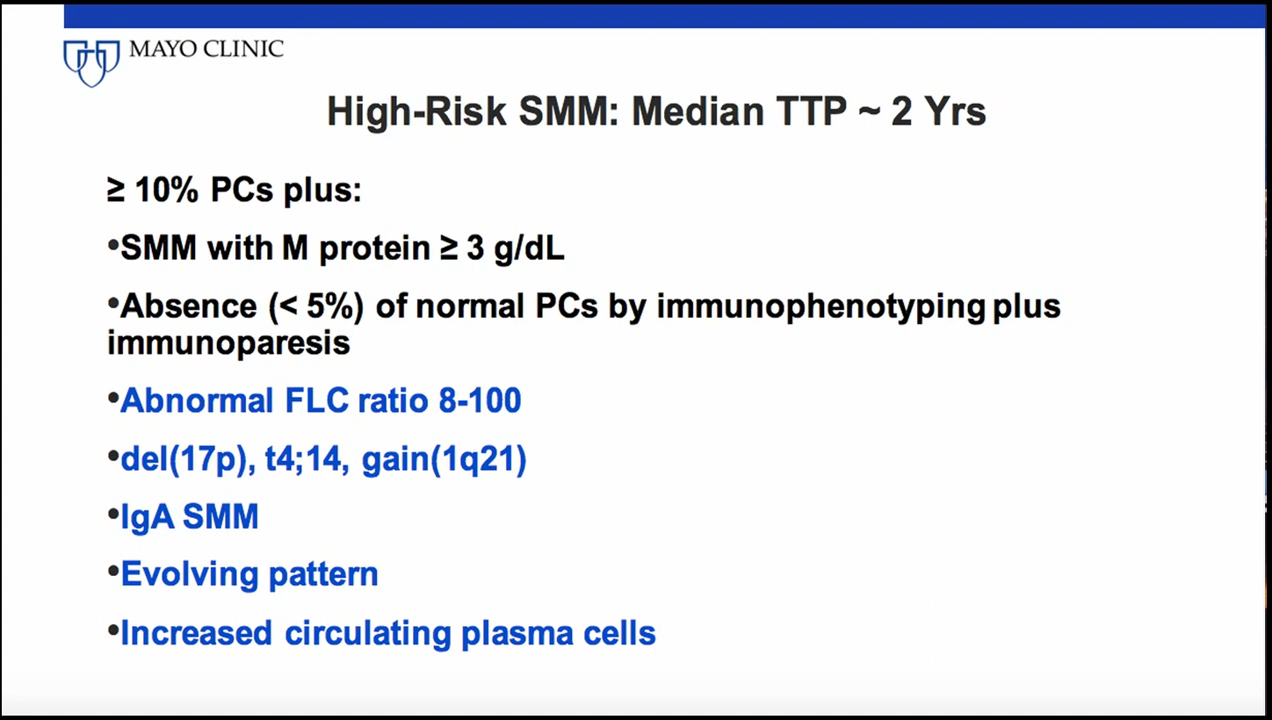 MAYO CLINIC
High-Risk SMM: Median TTP ~ 2 Yrs
≥ 10% PCs plus:
•SMM with M protein ≥ 3 g/dL
•Absence (< 5%) of normal PCs by immunophenotyping plus
immunoparesis
•Abnormal FLC ratio 8-100
•del(17p), t4;14, gain(1q21)
•IgA SMM
•Evolving pattern
•Increased circulating plasma cells